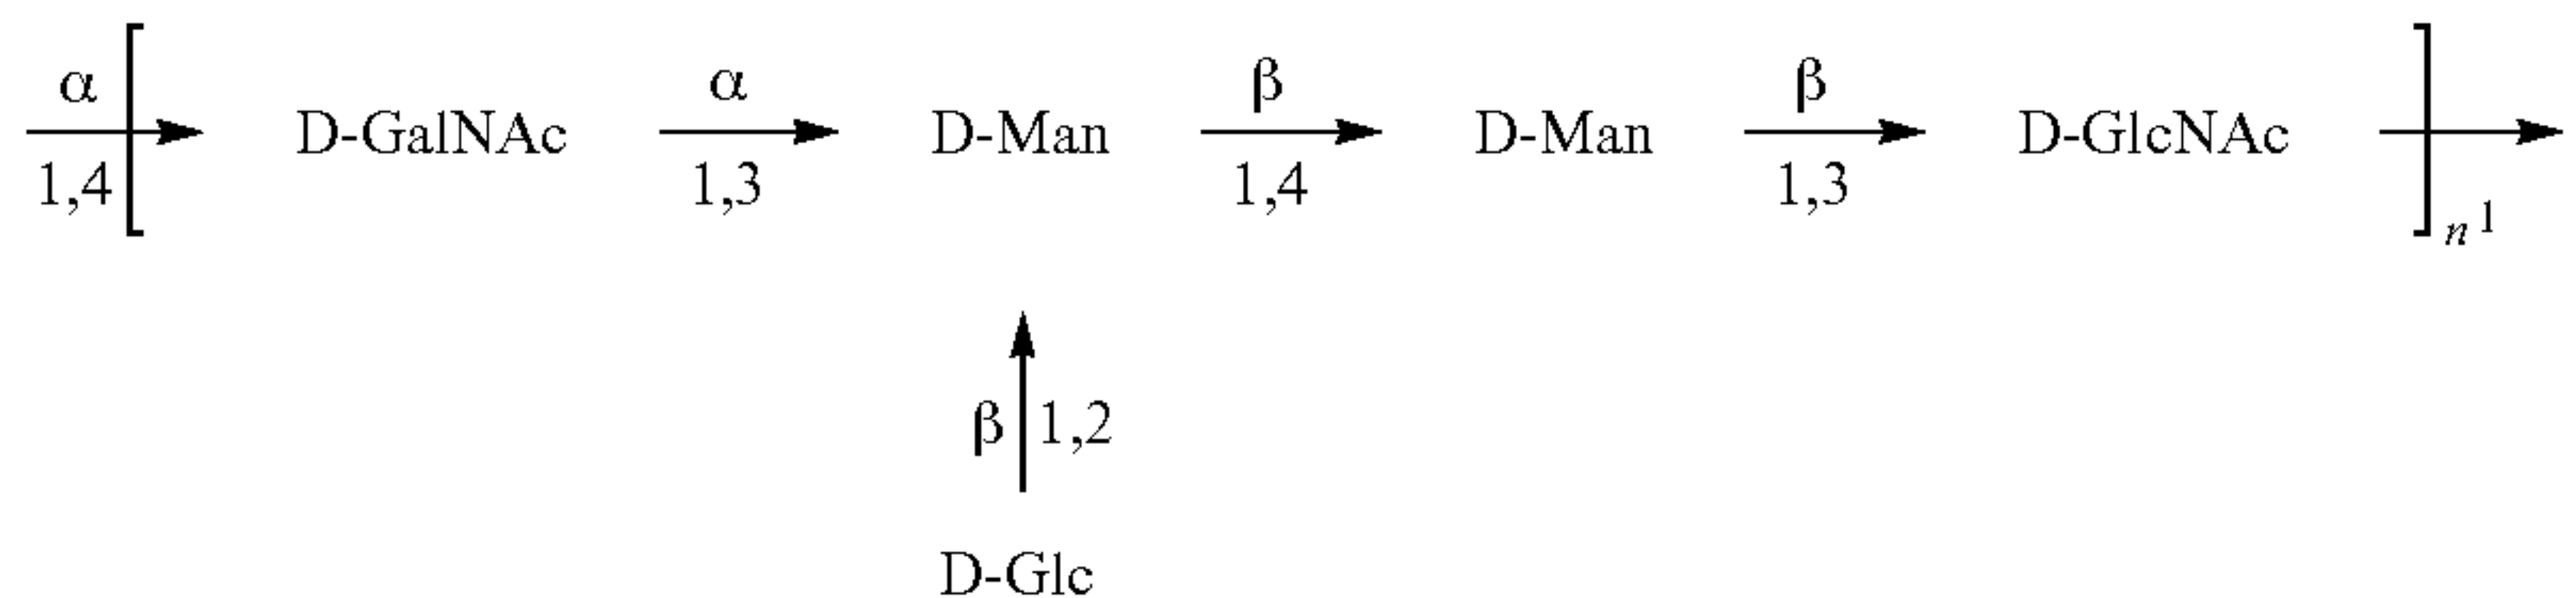 α α β β
D-GalNAc D-Man D-Man D-GlcNAc
1,4 1,3 1,4 1,3
n 1
β 1,2
D-Glc